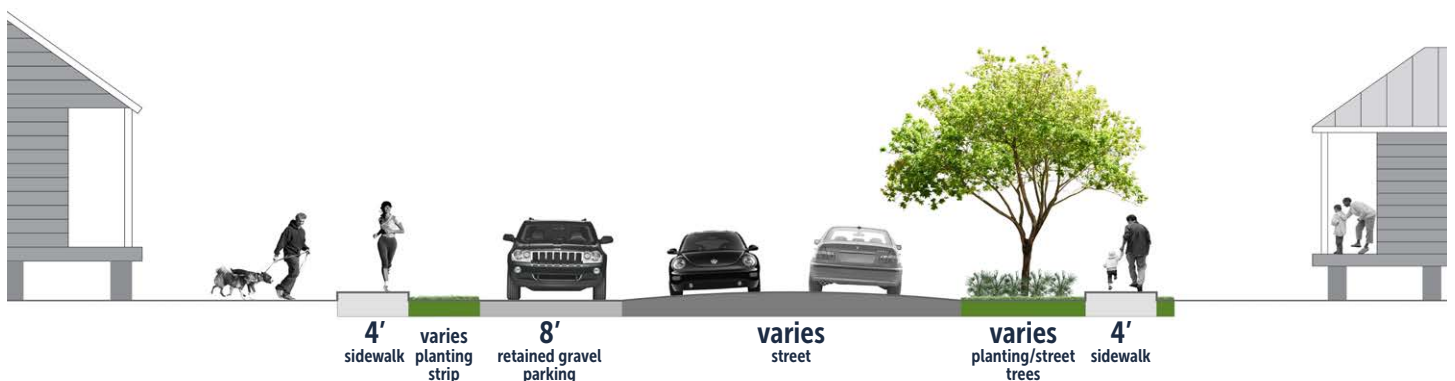 4′
sidewalk
varies
planting
strip
8′
retained gravel
parking
varies
street
varies
planting/street
trees
4′
sidewalk